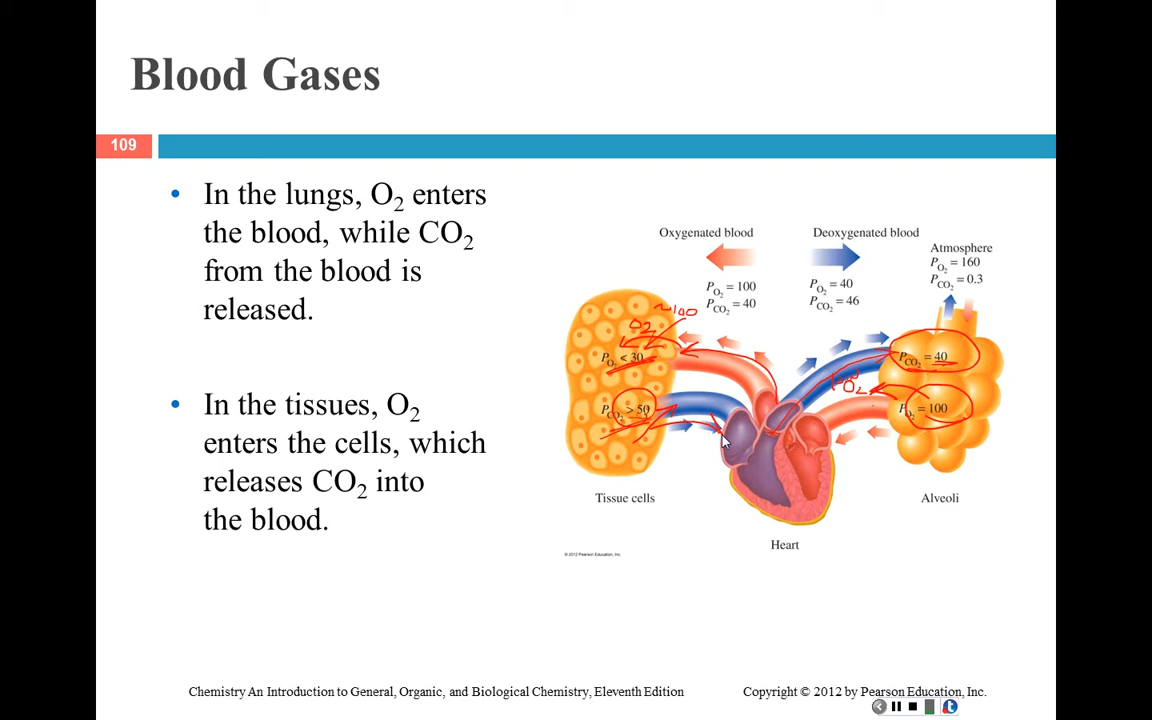 Blood Gases
109
• In the lungs, O2 enters
the blood, while CO2
from the blood is
released.
• In the tissues, O2
enters the cells, which
releases CO2 into
the blood.
Oxygenated blood
Deoxygenated blood
Atmosphere
PO2 = 160
PCO2 = 0.3
PO2 = 100
PCO2 = 40
PO2 = 40
PCO2 = 46
~100
O2
PO2 < 30
PCO2 = 40
O2
PCO2 > 50
PO2 = 100
Tissue cells
Alveoli
Heart
© 2012 Pearson Education, Inc.
Chemistry An Introduction to General, Organic, and Biological Chemistry, Eleventh Edition
Copyright © 2012 by Pearson Education, Inc.